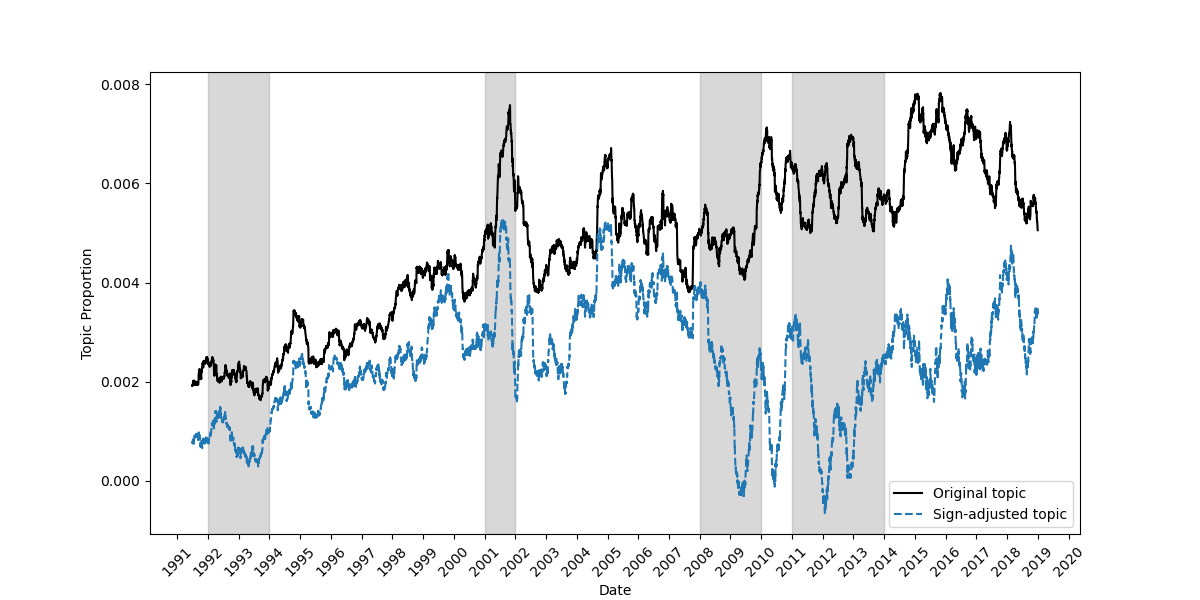 0.008
0.006
0.004
0.002
0.000
Topic Proportion
Original topic
Sign-adjusted topic
1991 1992 1993 1994 1995 1996 1997 1998 1999 2000 2001 2002 2003 2004 2005 2006 2007 2008 2009 2010 2011 2012 2013 2014 2015 2016 2017 2018 2019 2020
Date